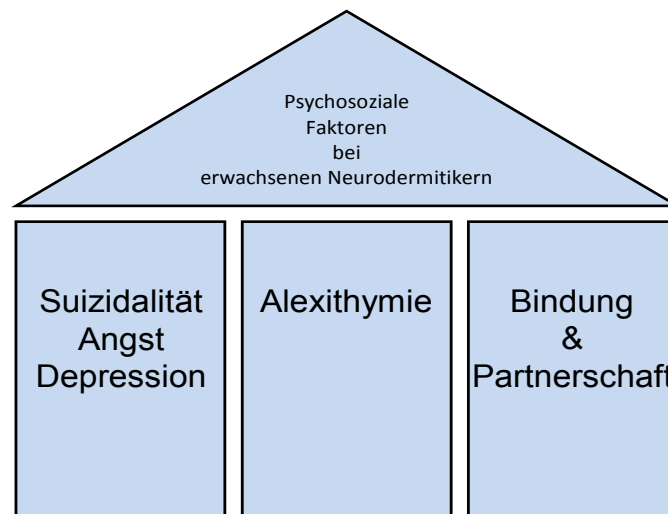 Psychosoziale
Faktoren
bei
erwachsenen Neurodermitikern
Suizidalität
Angst
Depression
Alexithymie
Bindung
&
Partnerschaft